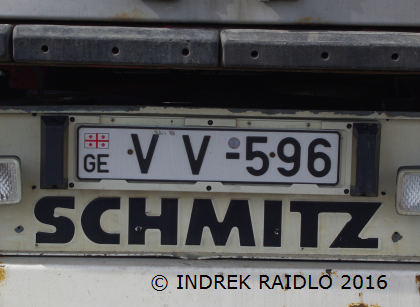 GE VV-596
SCHMITZ
© INDREK RAIDLO 2016